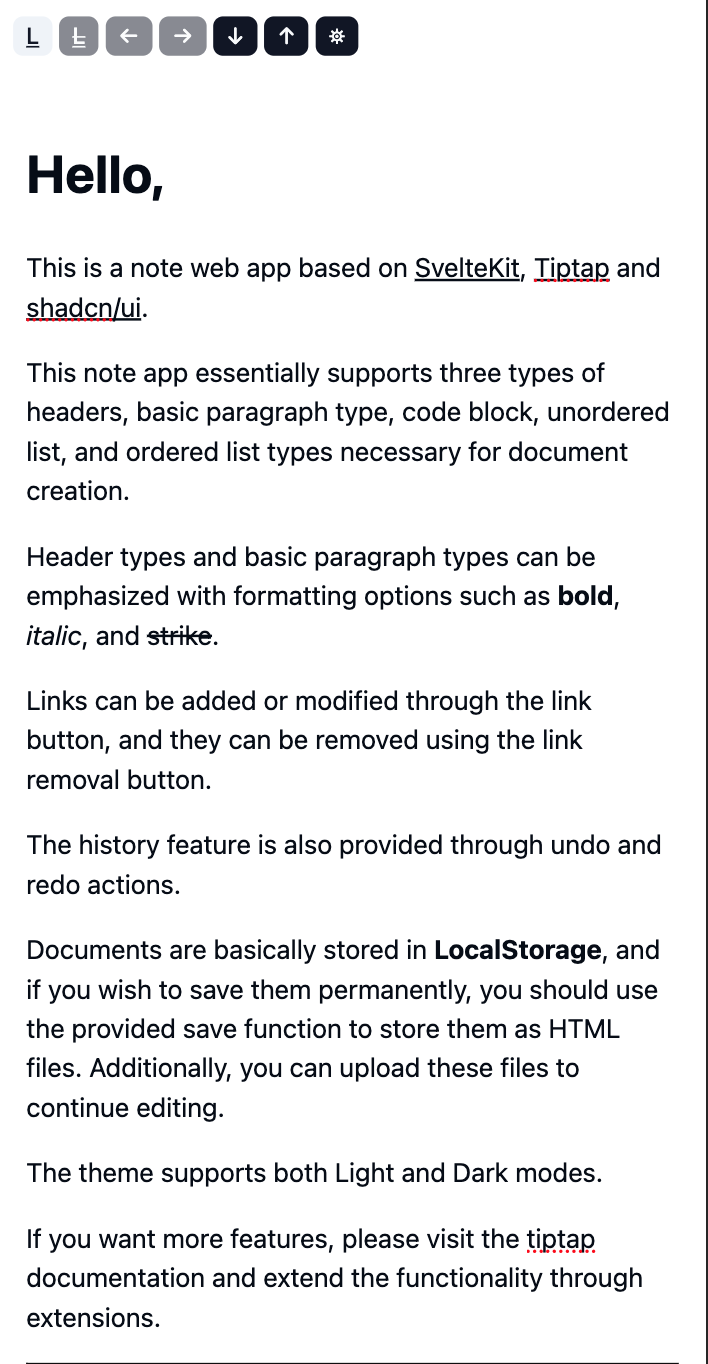 L L ← → ↓ ↑
Hello,
This is a note web app based on SvelteKit, Tiptap and
shadcn/ui.
This note app essentially supports three types of
headers, basic paragraph type, code block, unordered
list, and ordered list types necessary for document
creation.
Header types and basic paragraph types can be
emphasized with formatting options such as bold,
italic, and strike.
Links can be added or modified through the link
button, and they can be removed using the link
removal button.
The history feature is also provided through undo and
redo actions.
Documents are basically stored in LocalStorage, and
if you wish to save them permanently, you should use
the provided save function to store them as HTML
files. Additionally, you can upload these files to
continue editing.
The theme supports both Light and Dark modes.
If you want more features, please visit the tiptap
documentation and extend the functionality through
extensions.